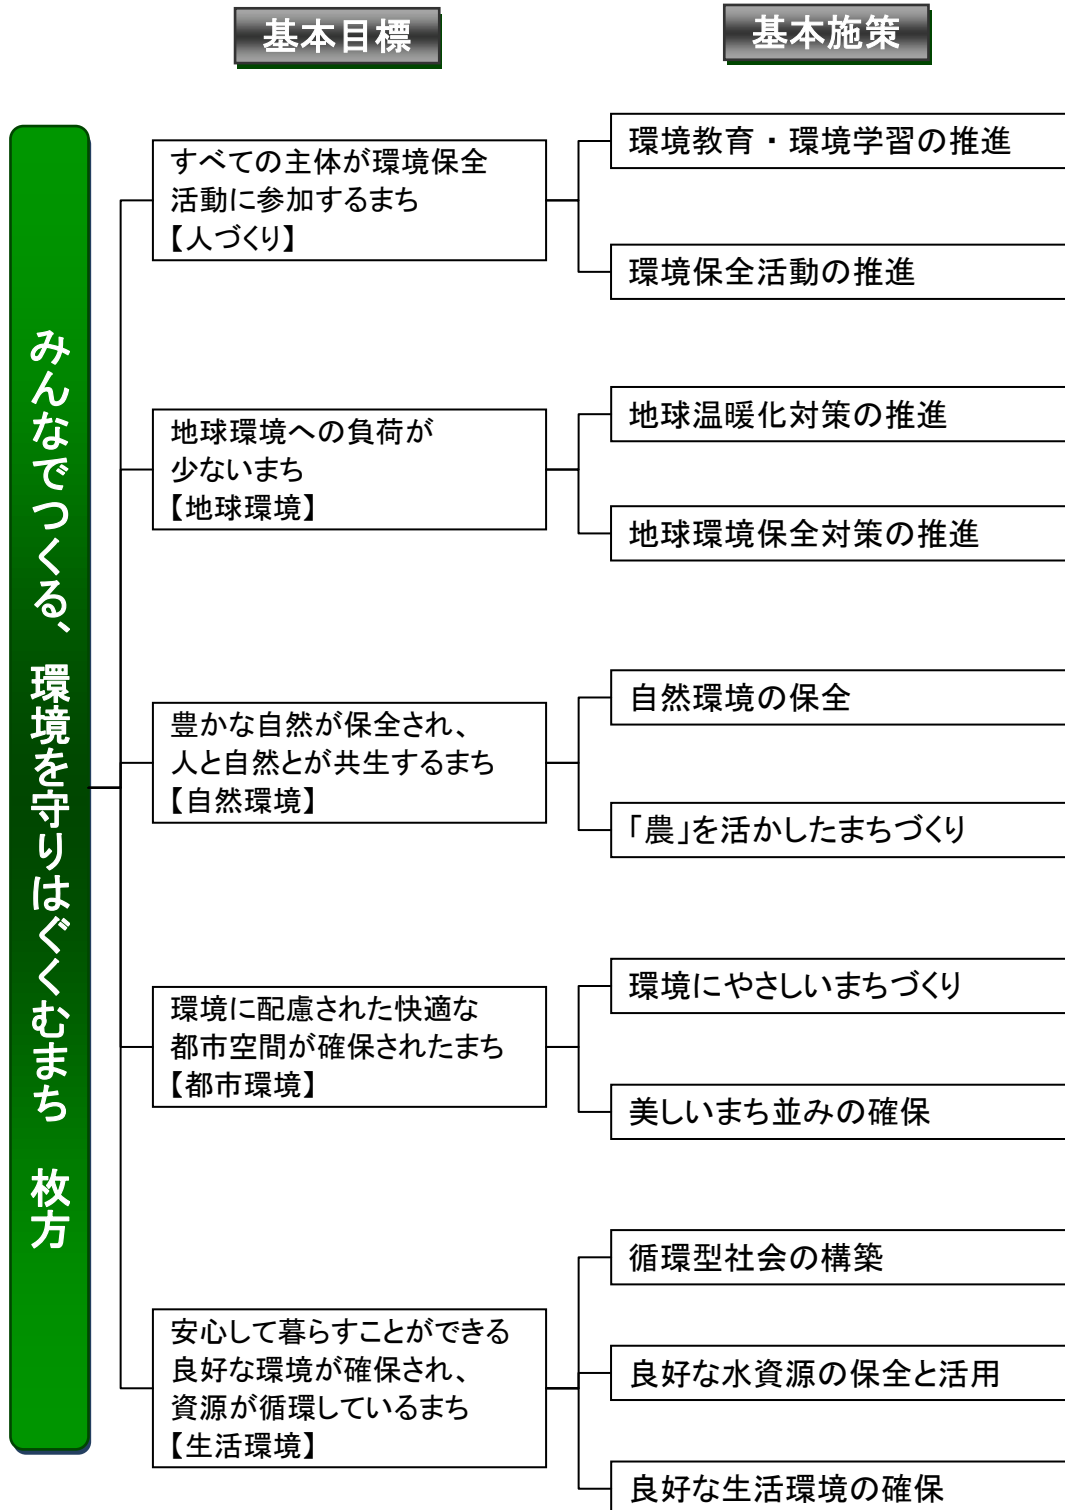 基本目標
基本施策
みんなでつくる、環境を守りはぐくむまち　枚方
すべての主体が環境保全
活動に参加するまち
【人づくり】
環境教育・環境学習の推進
環境保全活動の推進
地球環境への負荷が
少ないまち
【地球環境】
地球温暖化対策の推進
地球環境保全対策の推進
豊かな自然が保全され、
人と自然とが共生するまち
【自然環境】
自然環境の保全
「農」を活かしたまちづくり
環境に配慮された快適な
都市空間が確保されたまち
【都市環境】
環境にやさしいまちづくり
美しいまち並みの確保
安心して暮らすことができる
良好な環境が確保され、
資源が循環しているまち
【生活環境】
循環型社会の構築
良好な水資源の保全と活用
良好な生活環境の確保